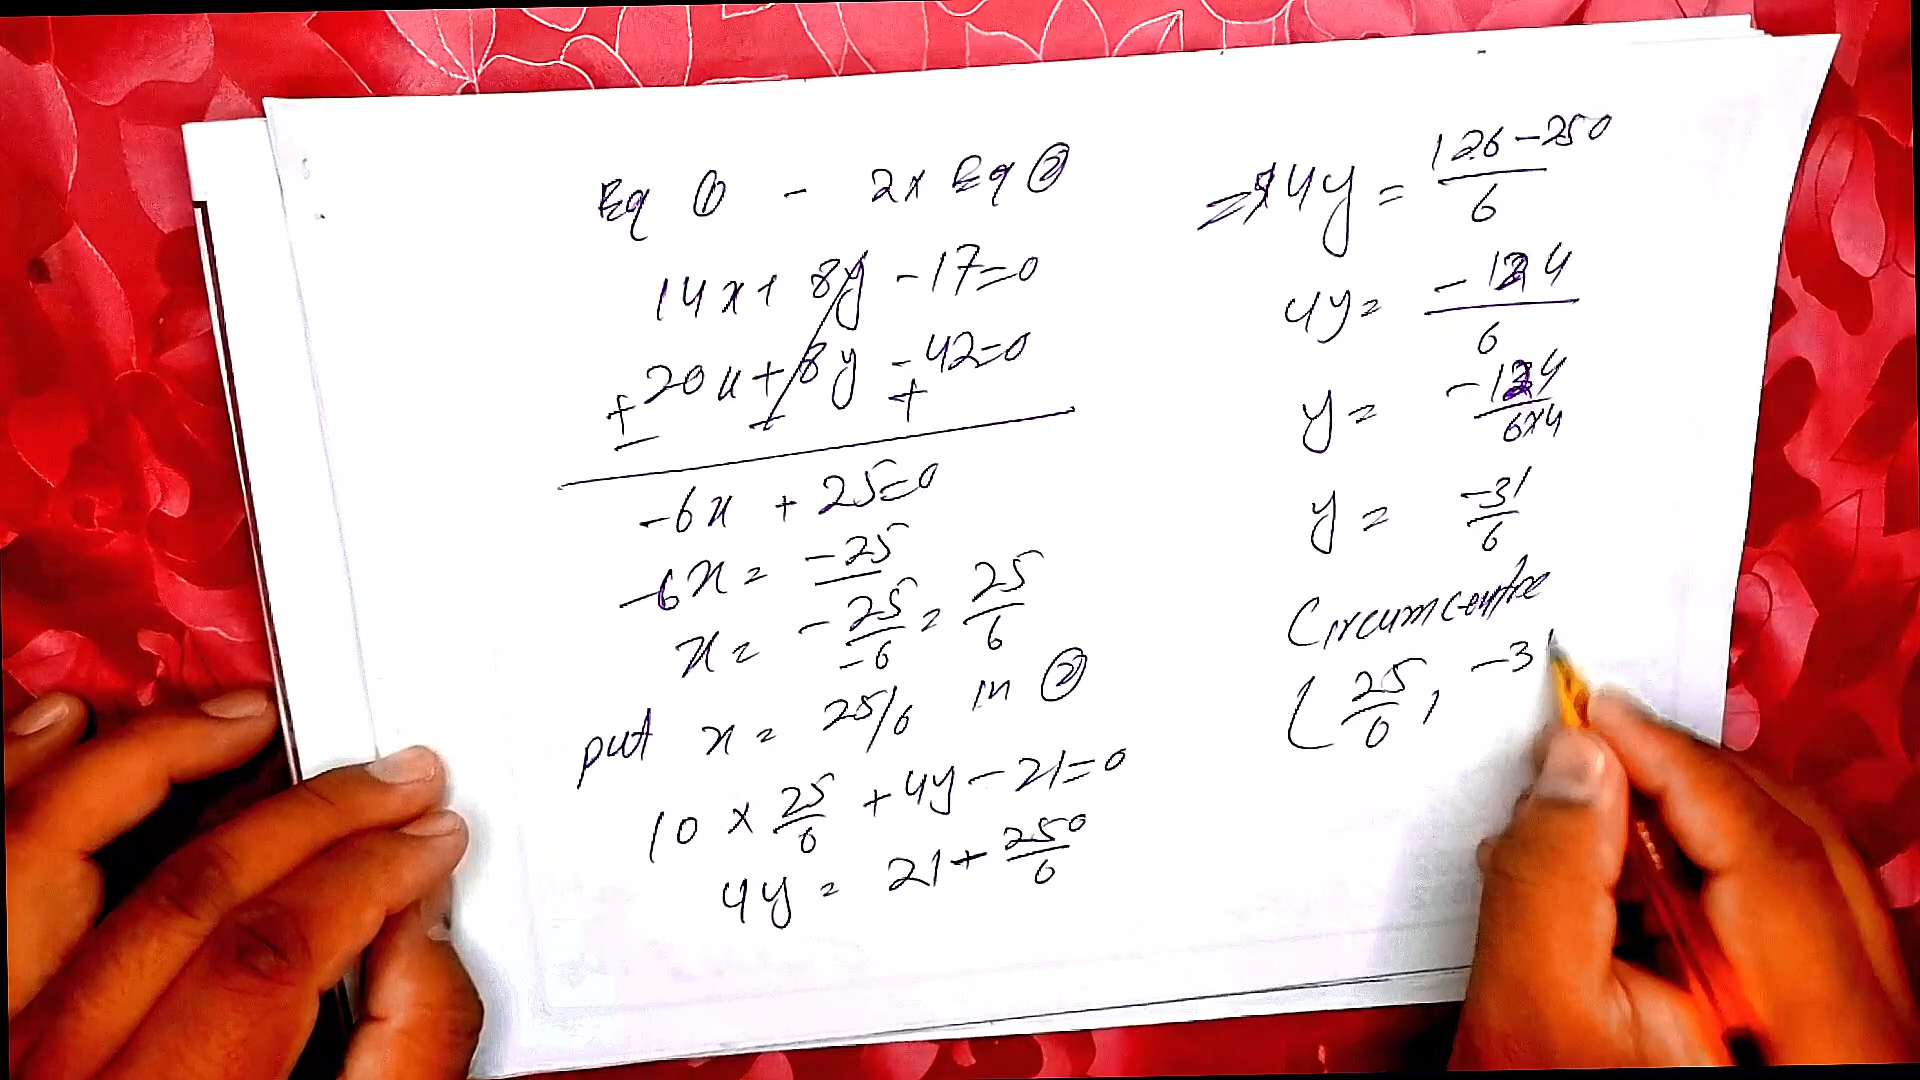 Eq ① - 2x Eq ②
14x + 8y - 17=0
20x + 8y - 42=0
+ − + − +
-6x + 25=0
-6x = -25
x = -25/-6 = 25/6
put x = 25/6 in ②
10 × 25/6 + 4y - 21=0
4y = 21 + 250/6
⇒ 4y = 126-250/6
4y = -124/6
y = -124/6×4
y = -31/6
Circumcentre
(25/6, -31